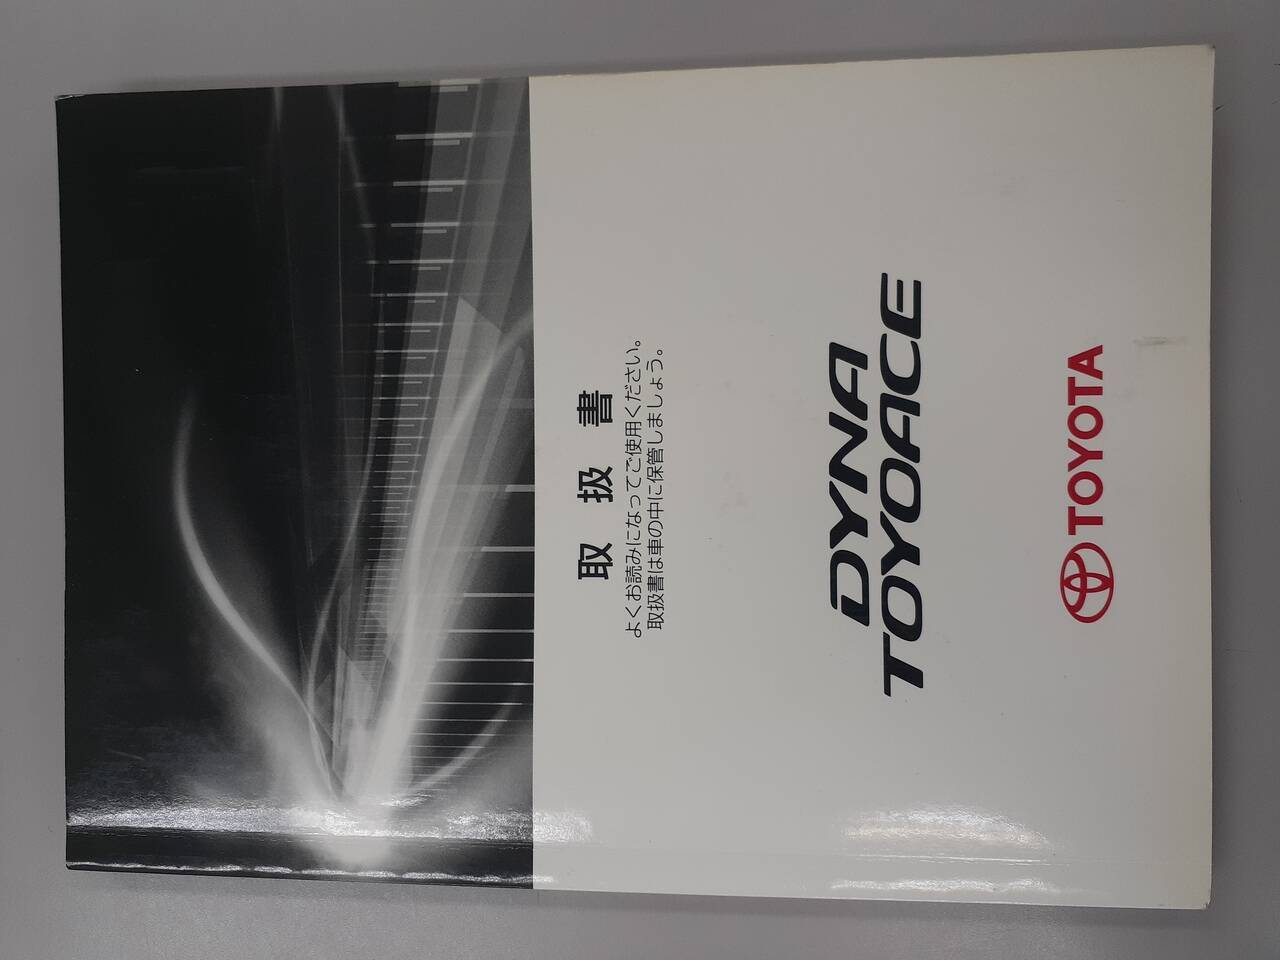 取扱書
よくお読みになってご使用ください。
取扱書は車の中に保管しましょう。
DYNA
TOYOACE
TOYOTA